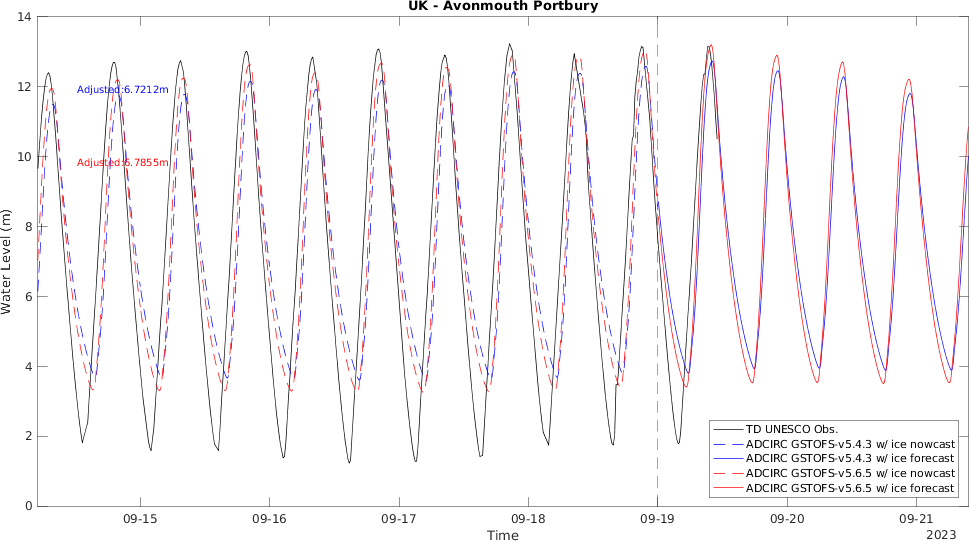 UK - Avonmouth Portbury
14
12
10
8
6
4
2
0
Water Level (m)
Adjusted:6.7212m
Adjusted:6.7855m
TD UNESCO Obs.
ADCIRC GSTOFS-v5.4.3 w/ ice nowcast
ADCIRC GSTOFS-v5.4.3 w/ ice forecast
ADCIRC GSTOFS-v5.6.5 w/ ice nowcast
ADCIRC GSTOFS-v5.6.5 w/ ice forecast
09-15 09-16 09-17 09-18 09-19 09-20 09-21
Time
2023